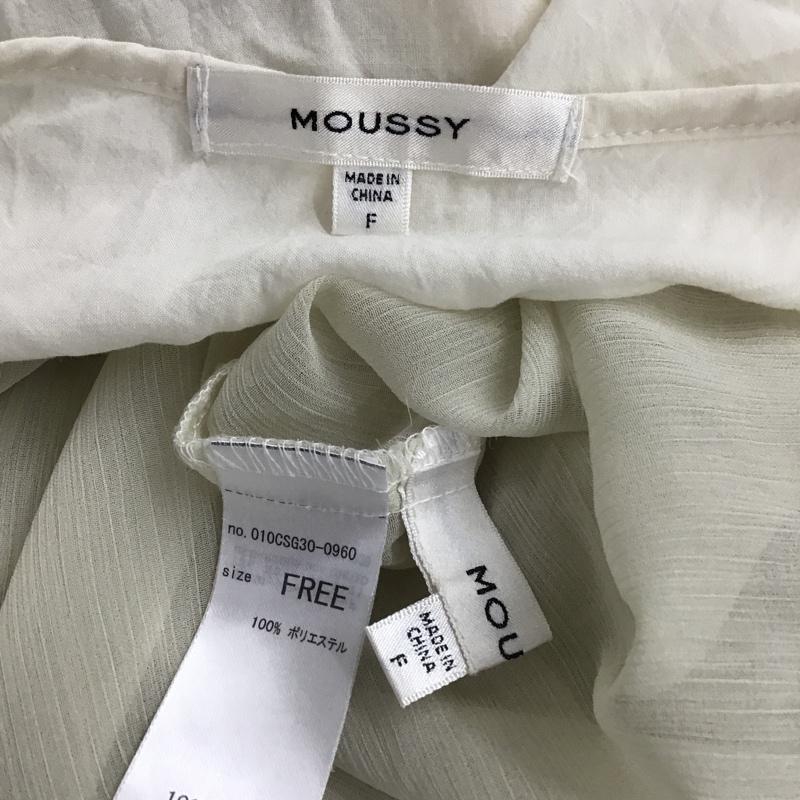 MOUSSY
MADE IN
CHINA
F
no. 010CSG30-0960
size FREE
100% ポリエステル
MOU
MADE IN
CHINA
F